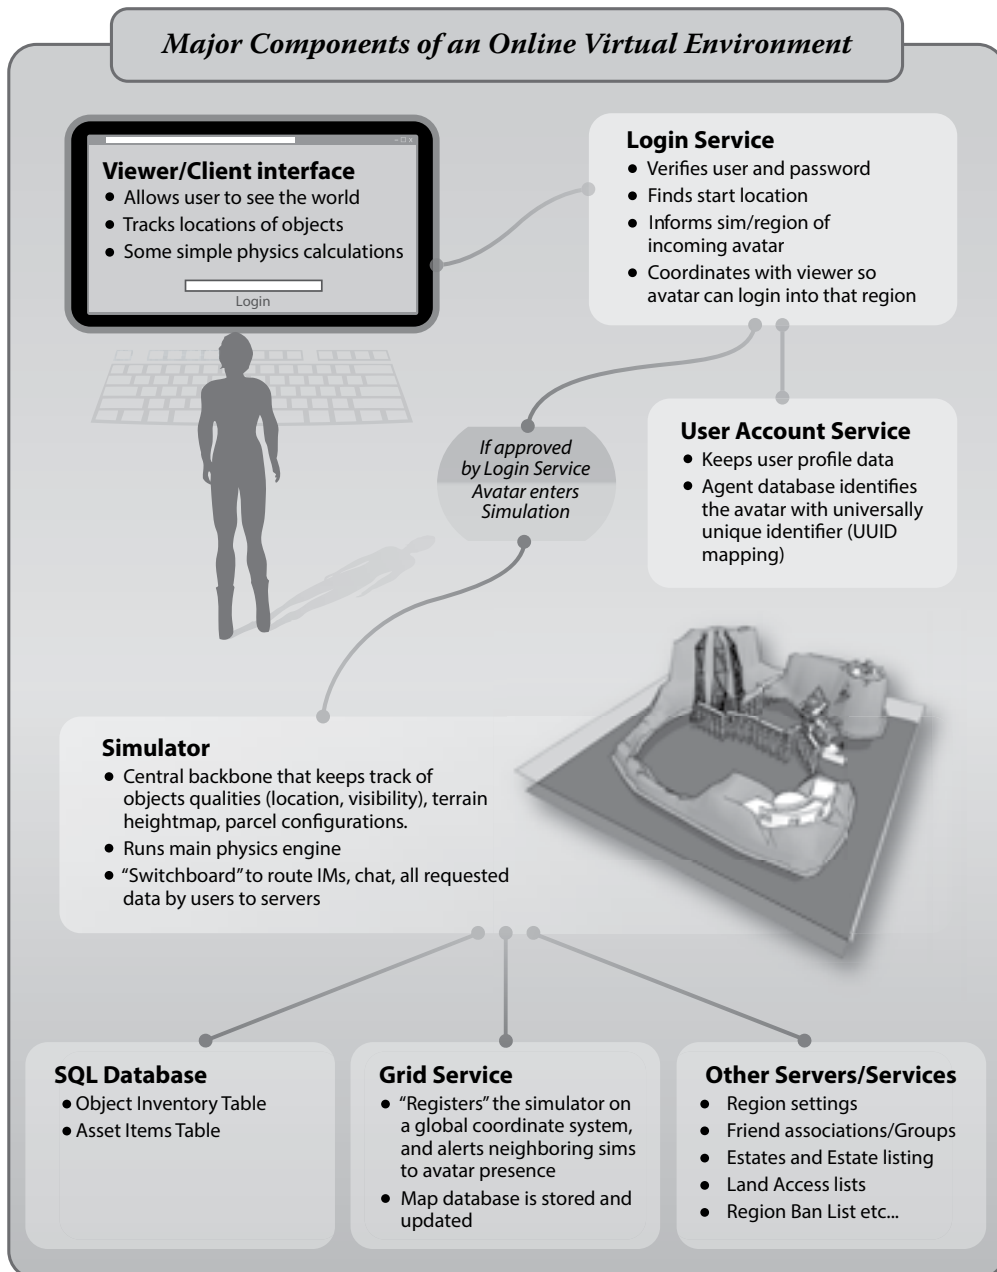 Major Components of an Online Virtual Environment
Viewer/Client interface
• Allows user to see the world
• Tracks locations of objects
• Some simple physics calculations
Login
Login Service
• Verifies user and password
• Finds start location
• Informs sim/region of
incoming avatar
• Coordinates with viewer so
avatar can login into that region
If approved
by Login Service
Avatar enters
Simulation
User Account Service
• Keeps user profile data
• Agent database identifies
the avatar with universally
unique identifier (UUID
mapping)
Simulator
• Central backbone that keeps track of
objects qualities (location, visibility), terrain
heightmap, parcel configurations.
• Runs main physics engine
• “Switchboard” to route IMs, chat, all requested
data by users to servers
SQL Database
• Object Inventory Table
• Asset Items Table
Grid Service
• “Registers” the simulator on
a global coordinate system,
and alerts neighboring sims
to avatar presence
• Map database is stored and
updated
Other Servers/Services
• Region settings
• Friend associations/Groups
• Estates and Estate listing
• Land Access lists
• Region Ban List etc...